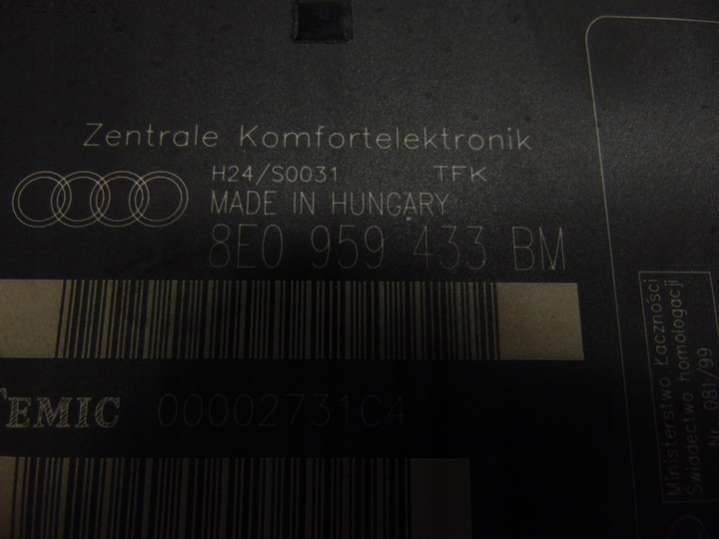 Zentrale Komfortelektronik
H24/S0031 TFK
MADE IN HUNGARY
8E0 959 433 BM
TEMIC 00002731C4
Ministerstwo Łączności
Świadectwo homologacji
Nr. 081/99